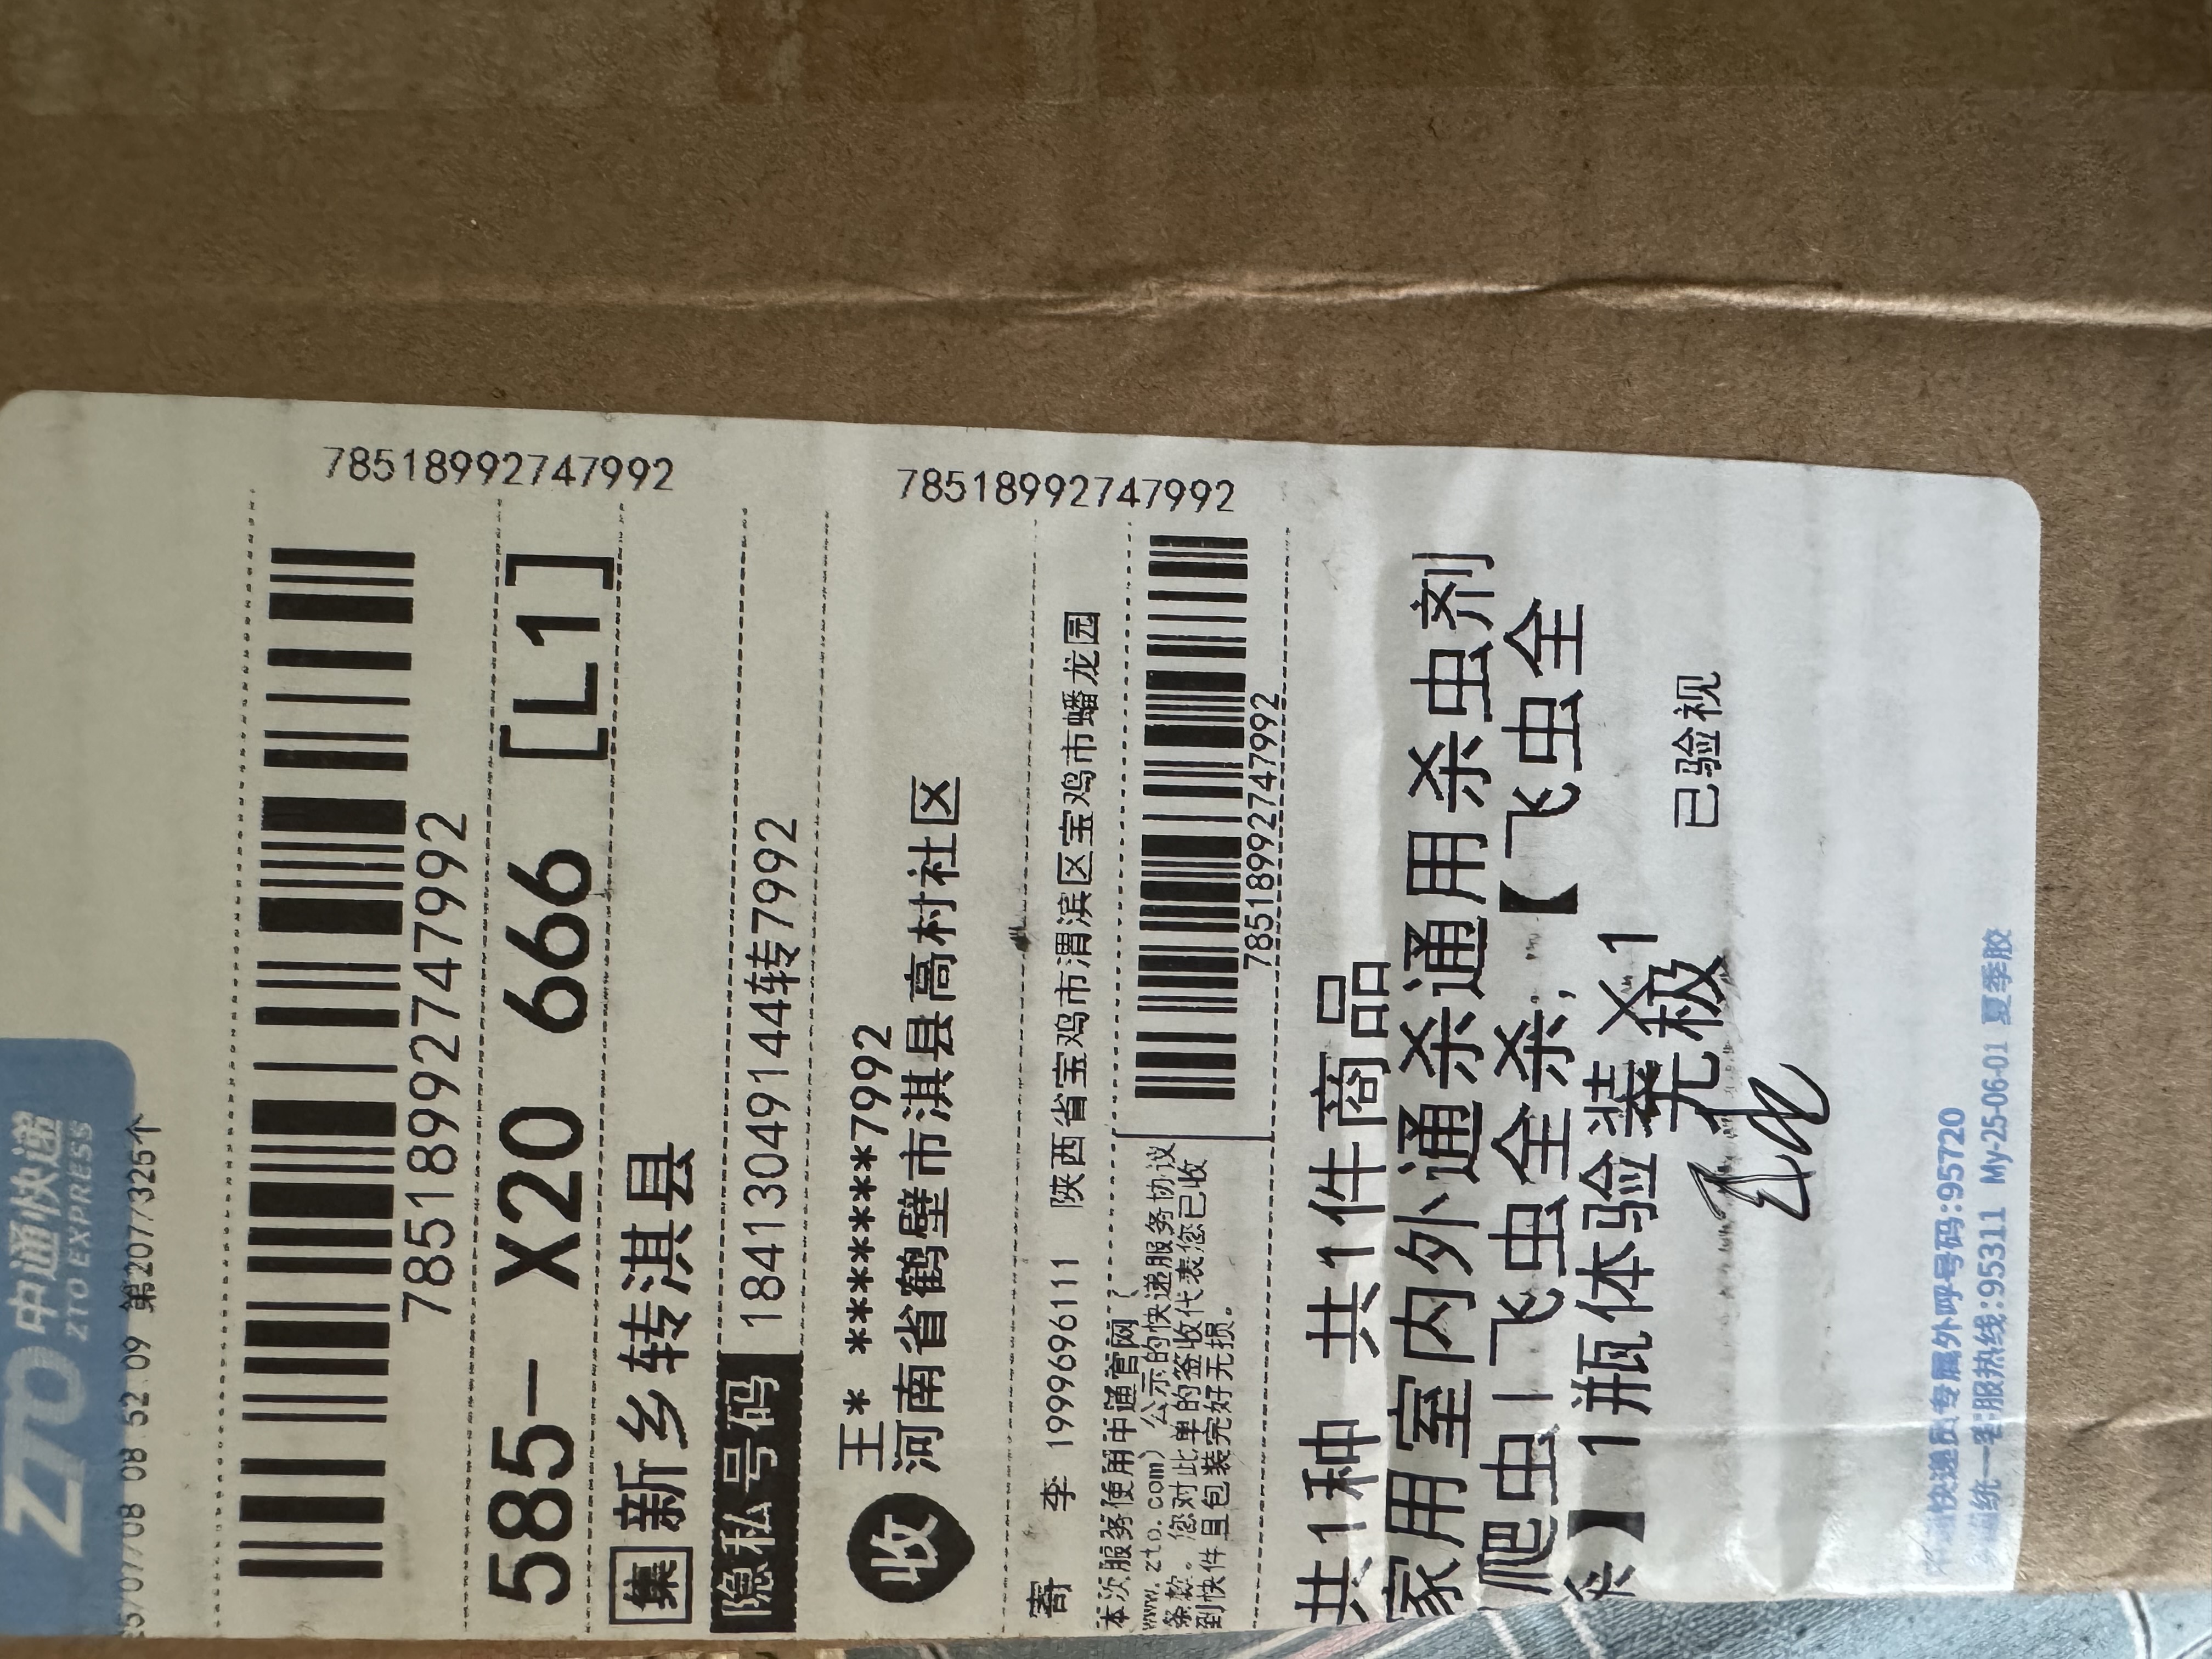 ZTO 中通快递
ZTO EXPRESS
/07/08 08 52 09 第207/325个
78518992747992
78518992747992
585- X20 666 [L1]
集 新乡转淇县
隐私号码 18413049144转7992
收 王* *******7992
河南省鹤壁市淇县高村社区
78518992747992
寄 李 19996966111 陕西省宝鸡市渭滨区宝鸡市蟠龙园
本次服务使用中通官网(
www.zto.com)公示的快递服务协议
条款。您对此单的签收代表您已收
到快件且包装完好无损。
78518992747992
共1种 共1件商品
家用室内外通杀通用杀虫剂
爬虫|飞虫全杀,【飞虫全
杀】1瓶体验装X1
无极
已验视
快递员专属外呼号码:95720
统一客服热线:95311 My-25-06-01 夏季胶